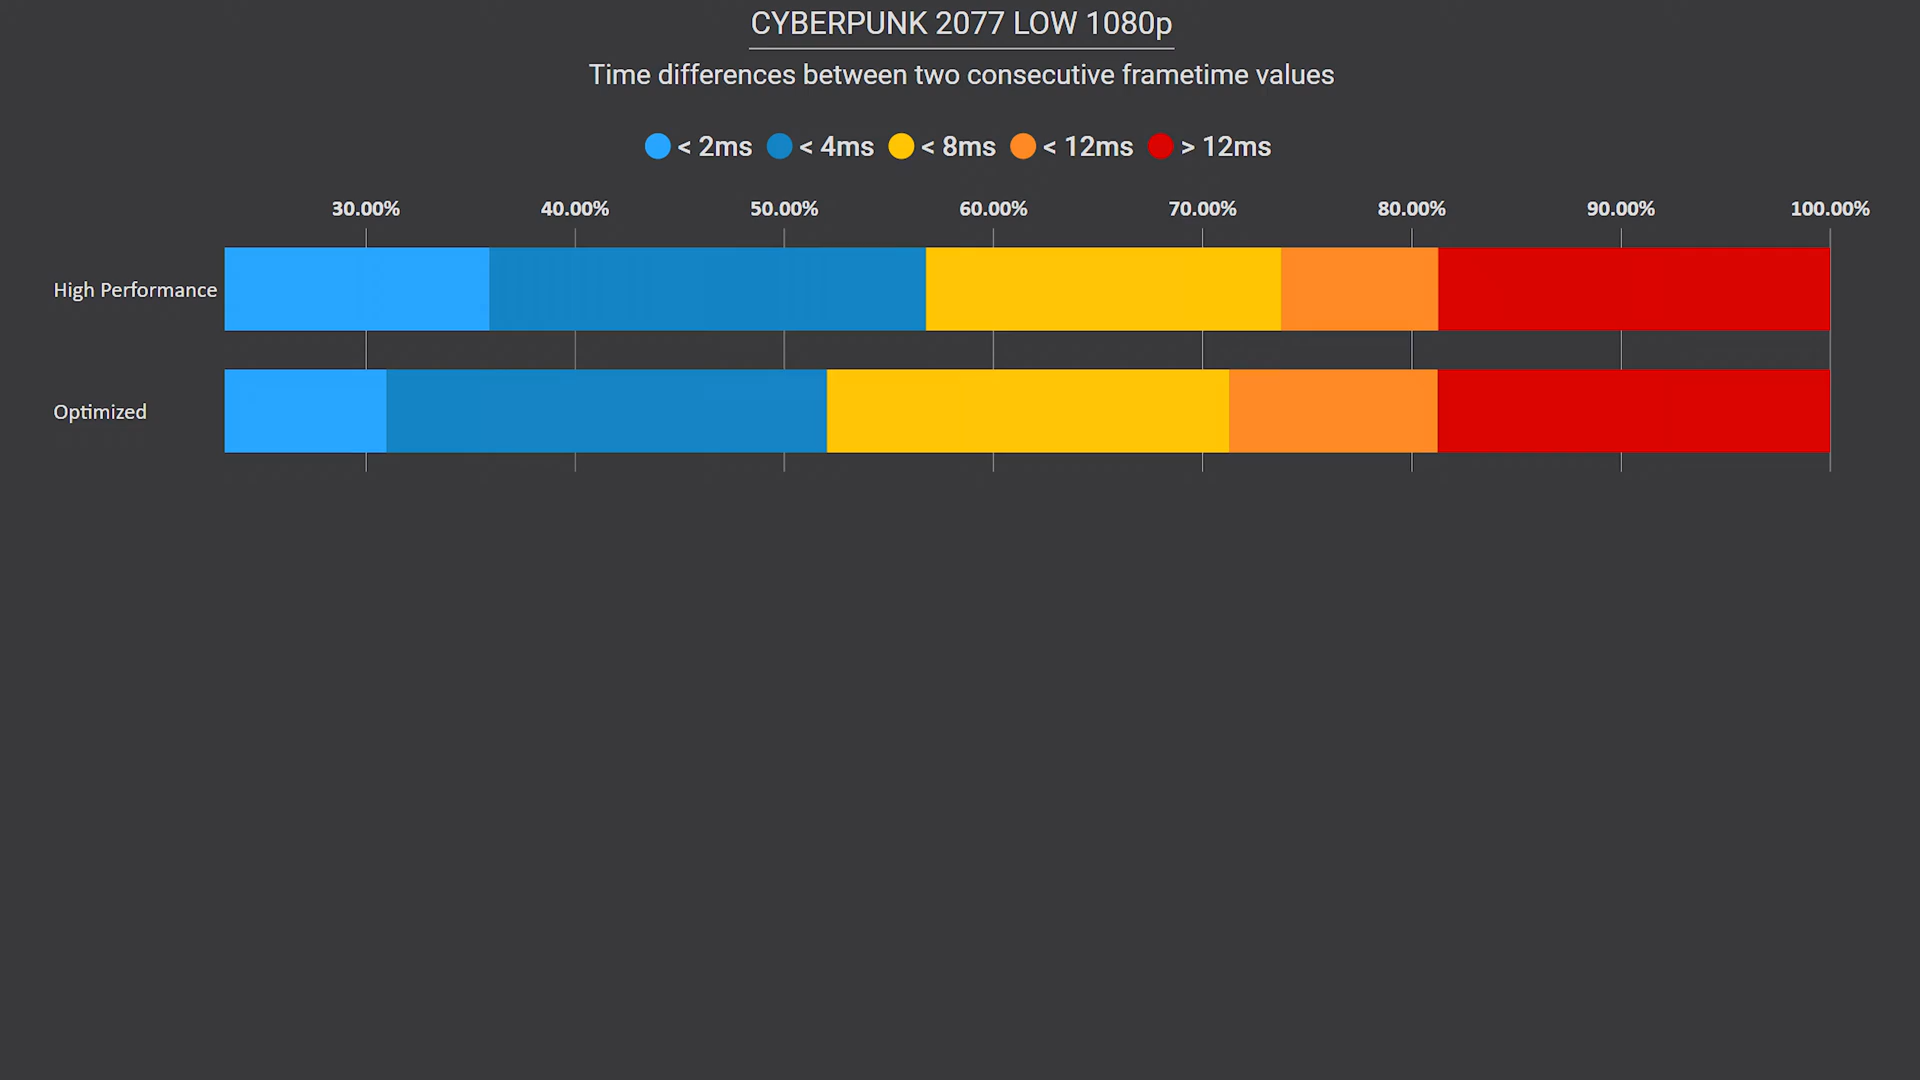 CYBERPUNK 2077 LOW 1080p
Time differences between two consecutive frametime values
< 2ms < 4ms < 8ms < 12ms > 12ms
30.00% 40.00% 50.00% 60.00% 70.00% 80.00% 90.00% 100.00%
High Performance
Optimized